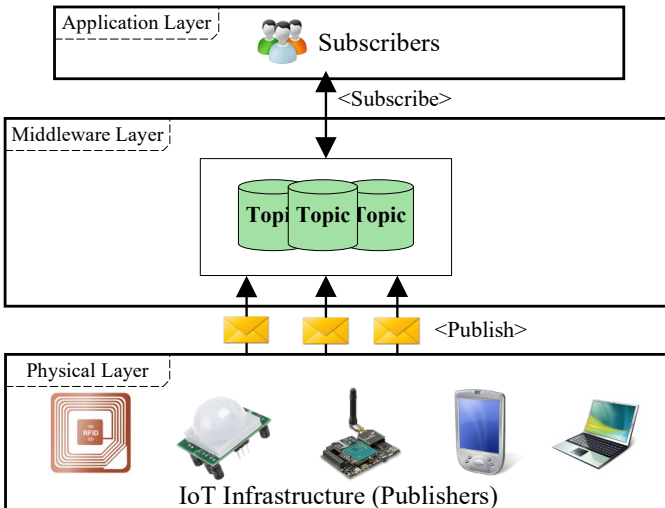 Application Layer
Subscribers
<Subscribe>
Middleware Layer
Topi Topic Topic
<Publish>
Physical Layer
RFID
IoT Infrastructure (Publishers)